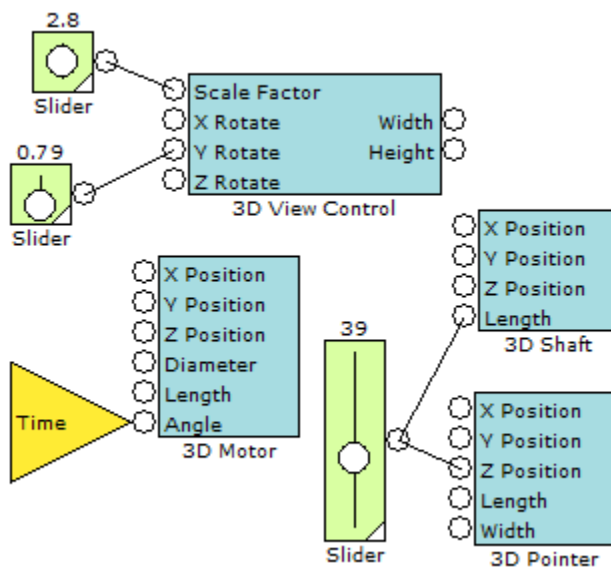 2.8
Slider
Scale Factor
X Rotate
Width
Y Rotate
Height
Z Rotate
3D View Control
0.79
Slider
X Position
Y Position
Z Position
Length
3D Shaft
X Position
Y Position
Z Position
Diameter
Length
Angle
3D Motor
Time
39
Slider
X Position
Y Position
Z Position
Length
Width
3D Pointer